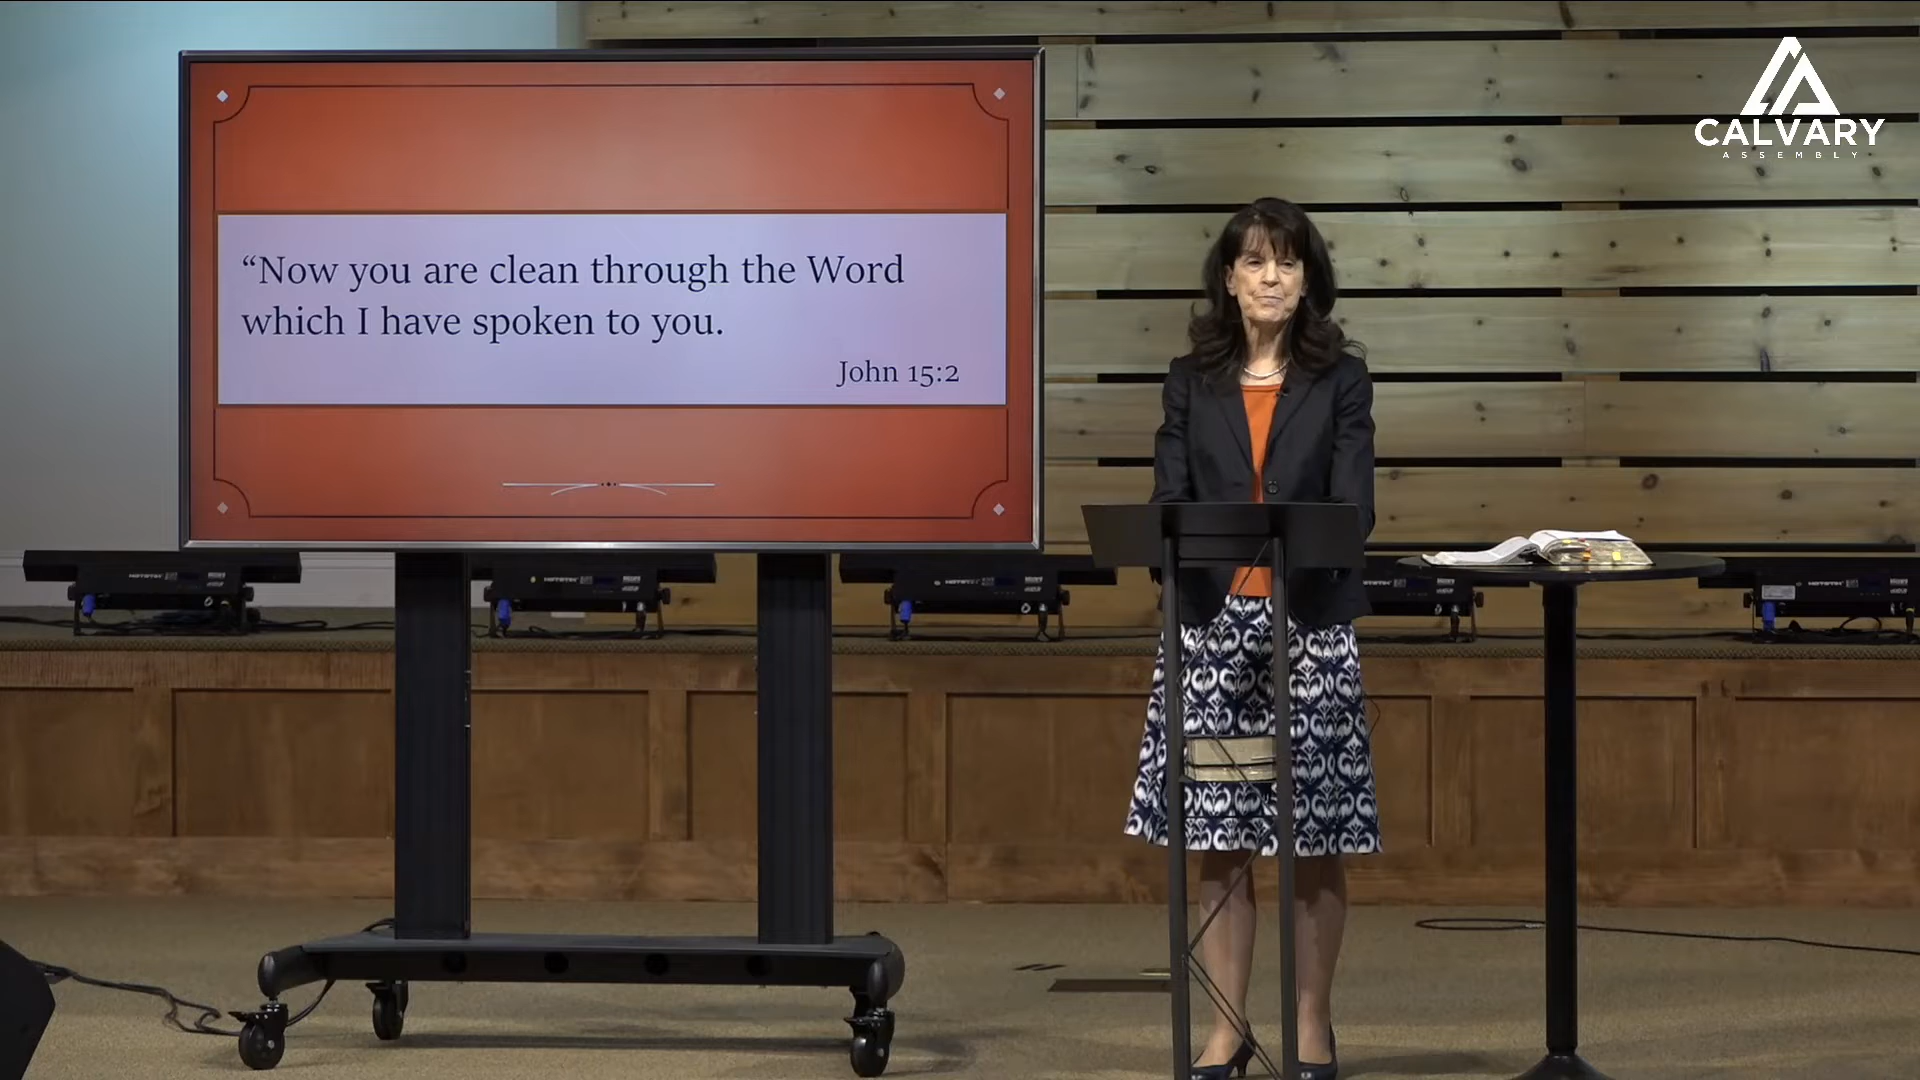 “Now you are clean through the Word
which I have spoken to you.
John 15:2
CALVARY
ASSEMBLY